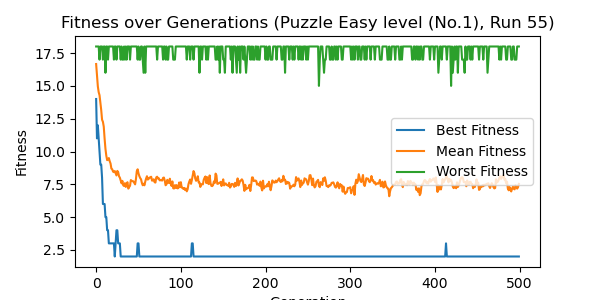 Fitness over Generations (Puzzle Easy level (No.1), Run 55)
Fitness
17.5
15.0
12.5
10.0
7.5
5.0
2.5
Best Fitness
Mean Fitness
Worst Fitness
0
100
200
300
400
500
Generation